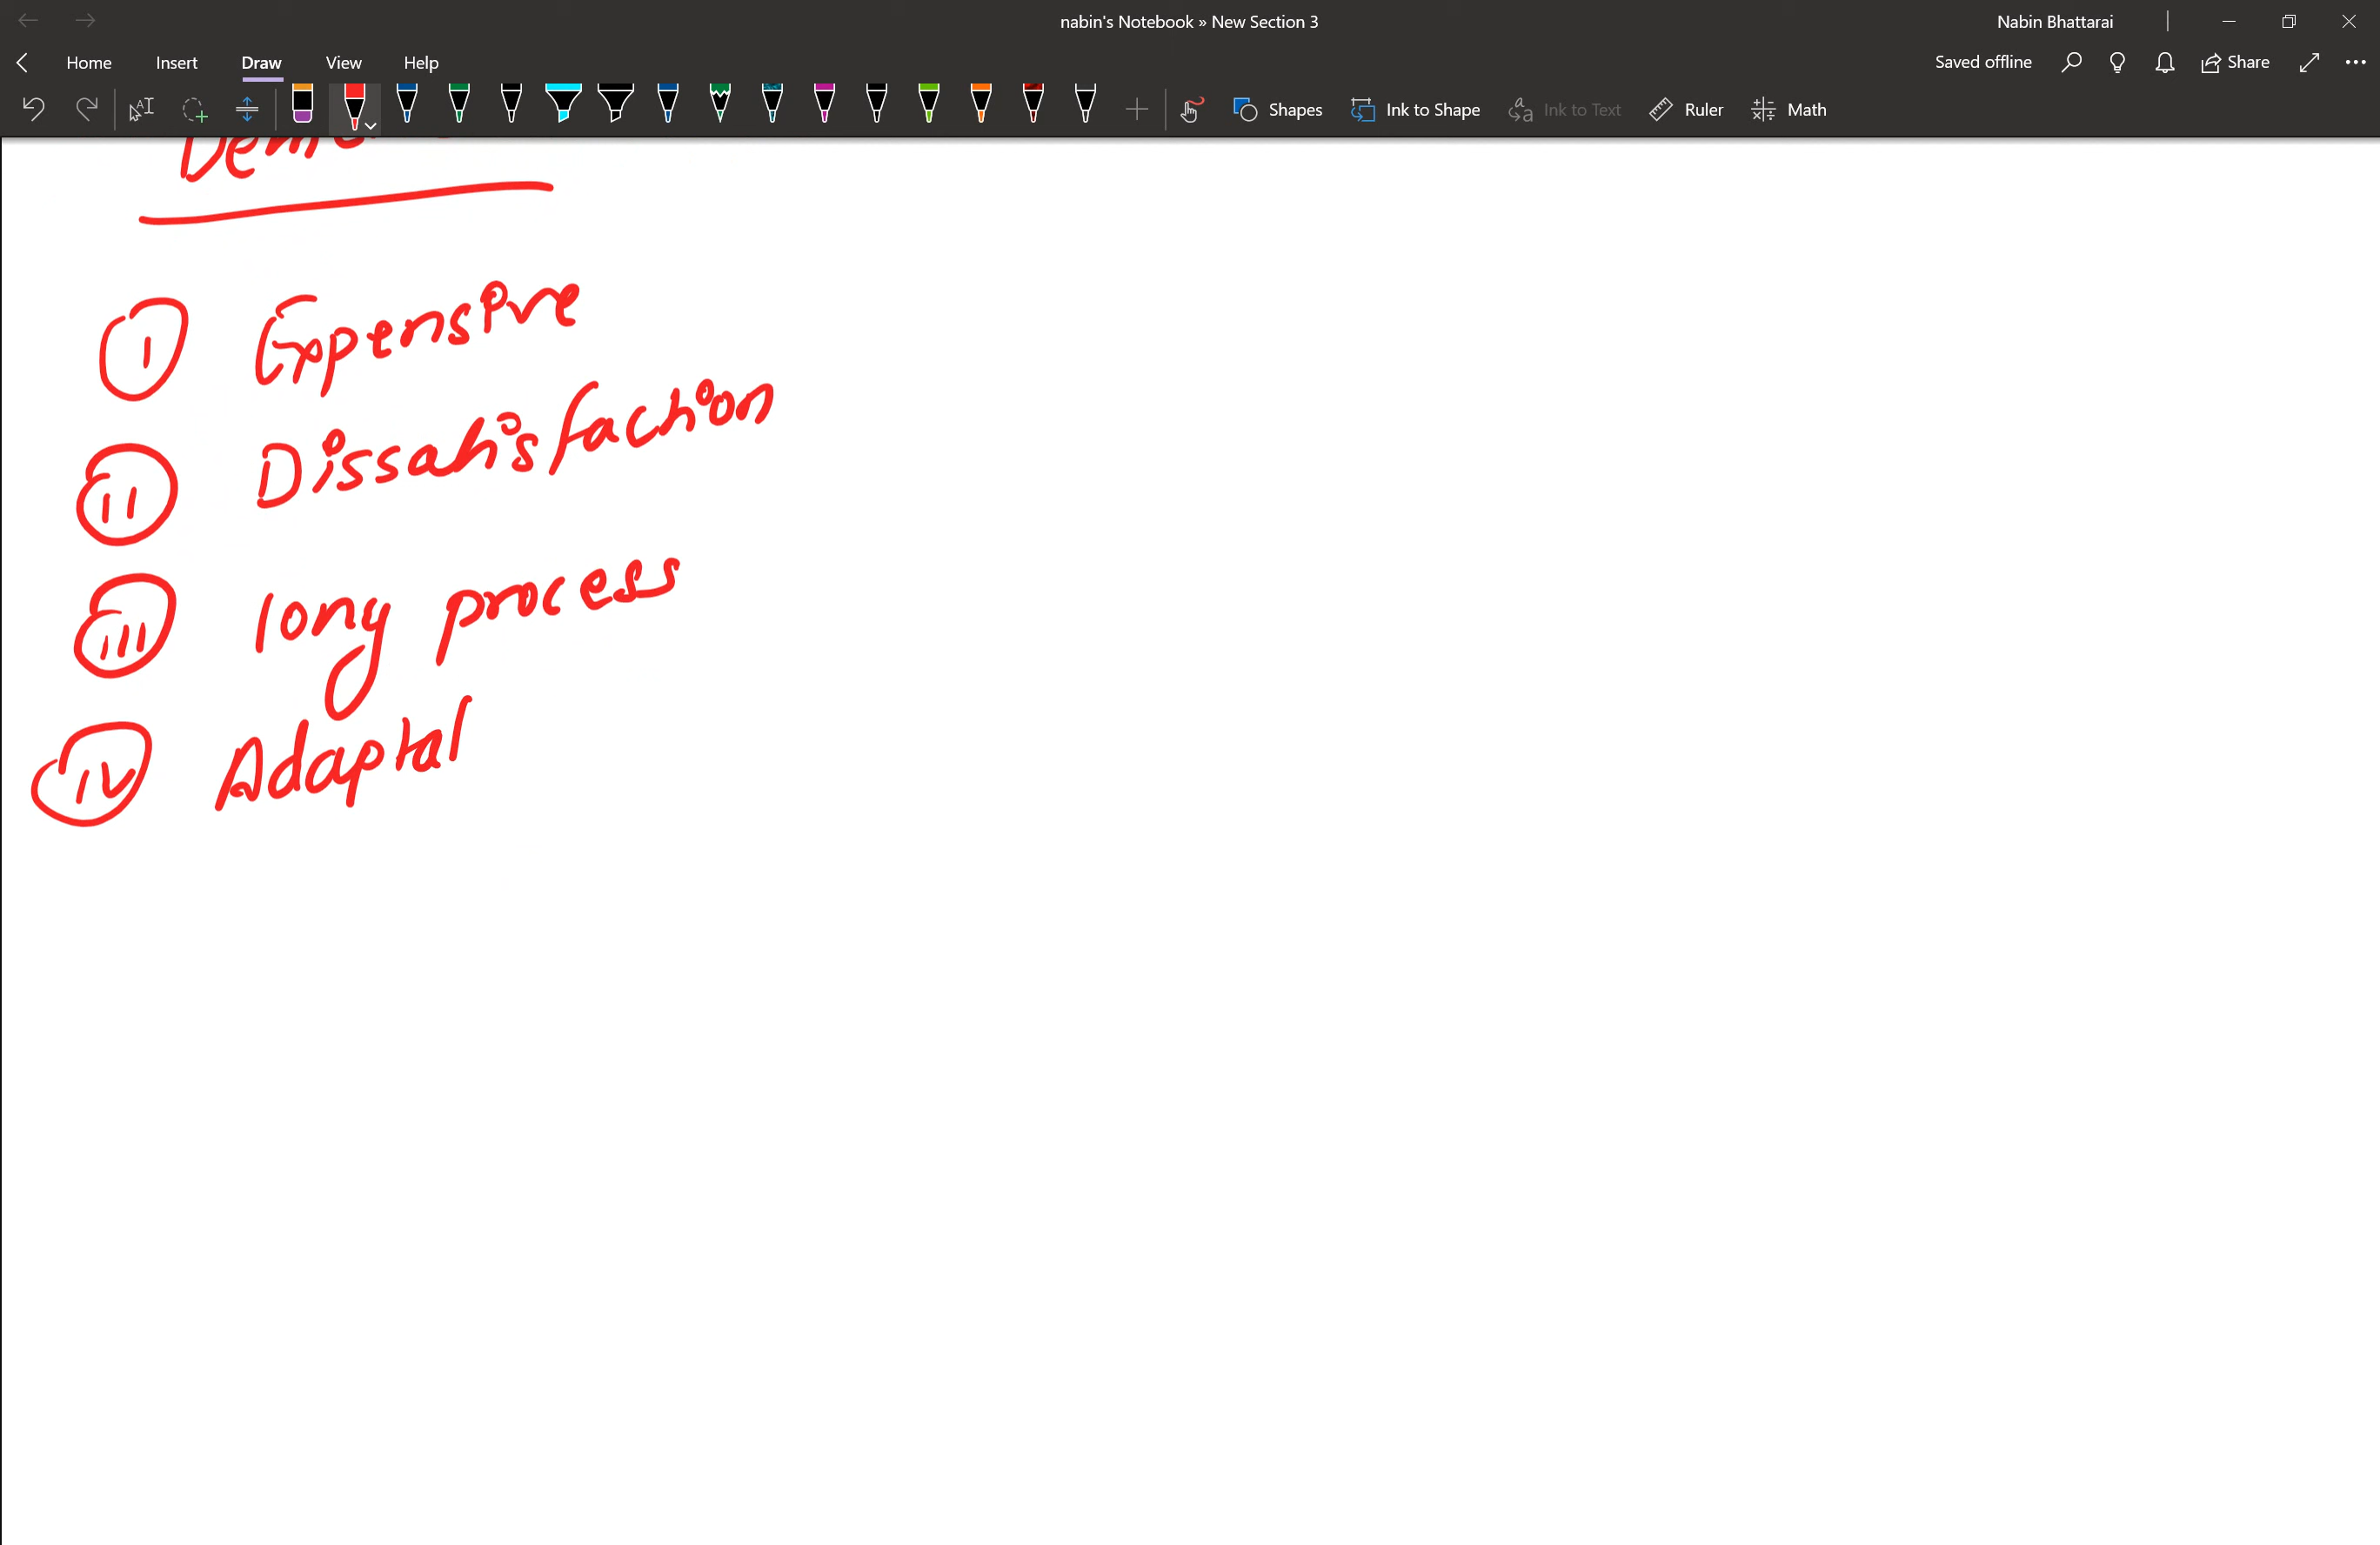 nabin's Notebook » New Section 3 Nabin Bhattarai
Home Insert Draw View Help Saved offline Share
Shapes Ink to Shape Ink to Text Ruler Math
I Expensive
II Dissatisfaction
III long process
IV